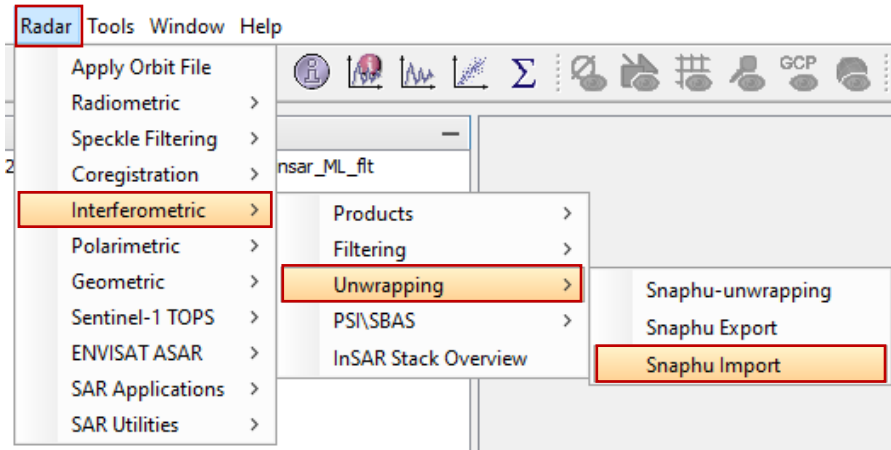 Radar Tools Window Help
Apply Orbit File
GCP
Radiometric
Speckle Filtering
2
nsar_ML_flt
Coregistration
Interferometric
Products
Polarimetric
Filtering
Geometric
Unwrapping
Snaphu-unwrapping
Sentinel-1 TOPS
PSI\SBAS
Snaphu Export
ENVISAT ASAR
InSAR Stack Overview
Snaphu Import
SAR Applications
SAR Utilities